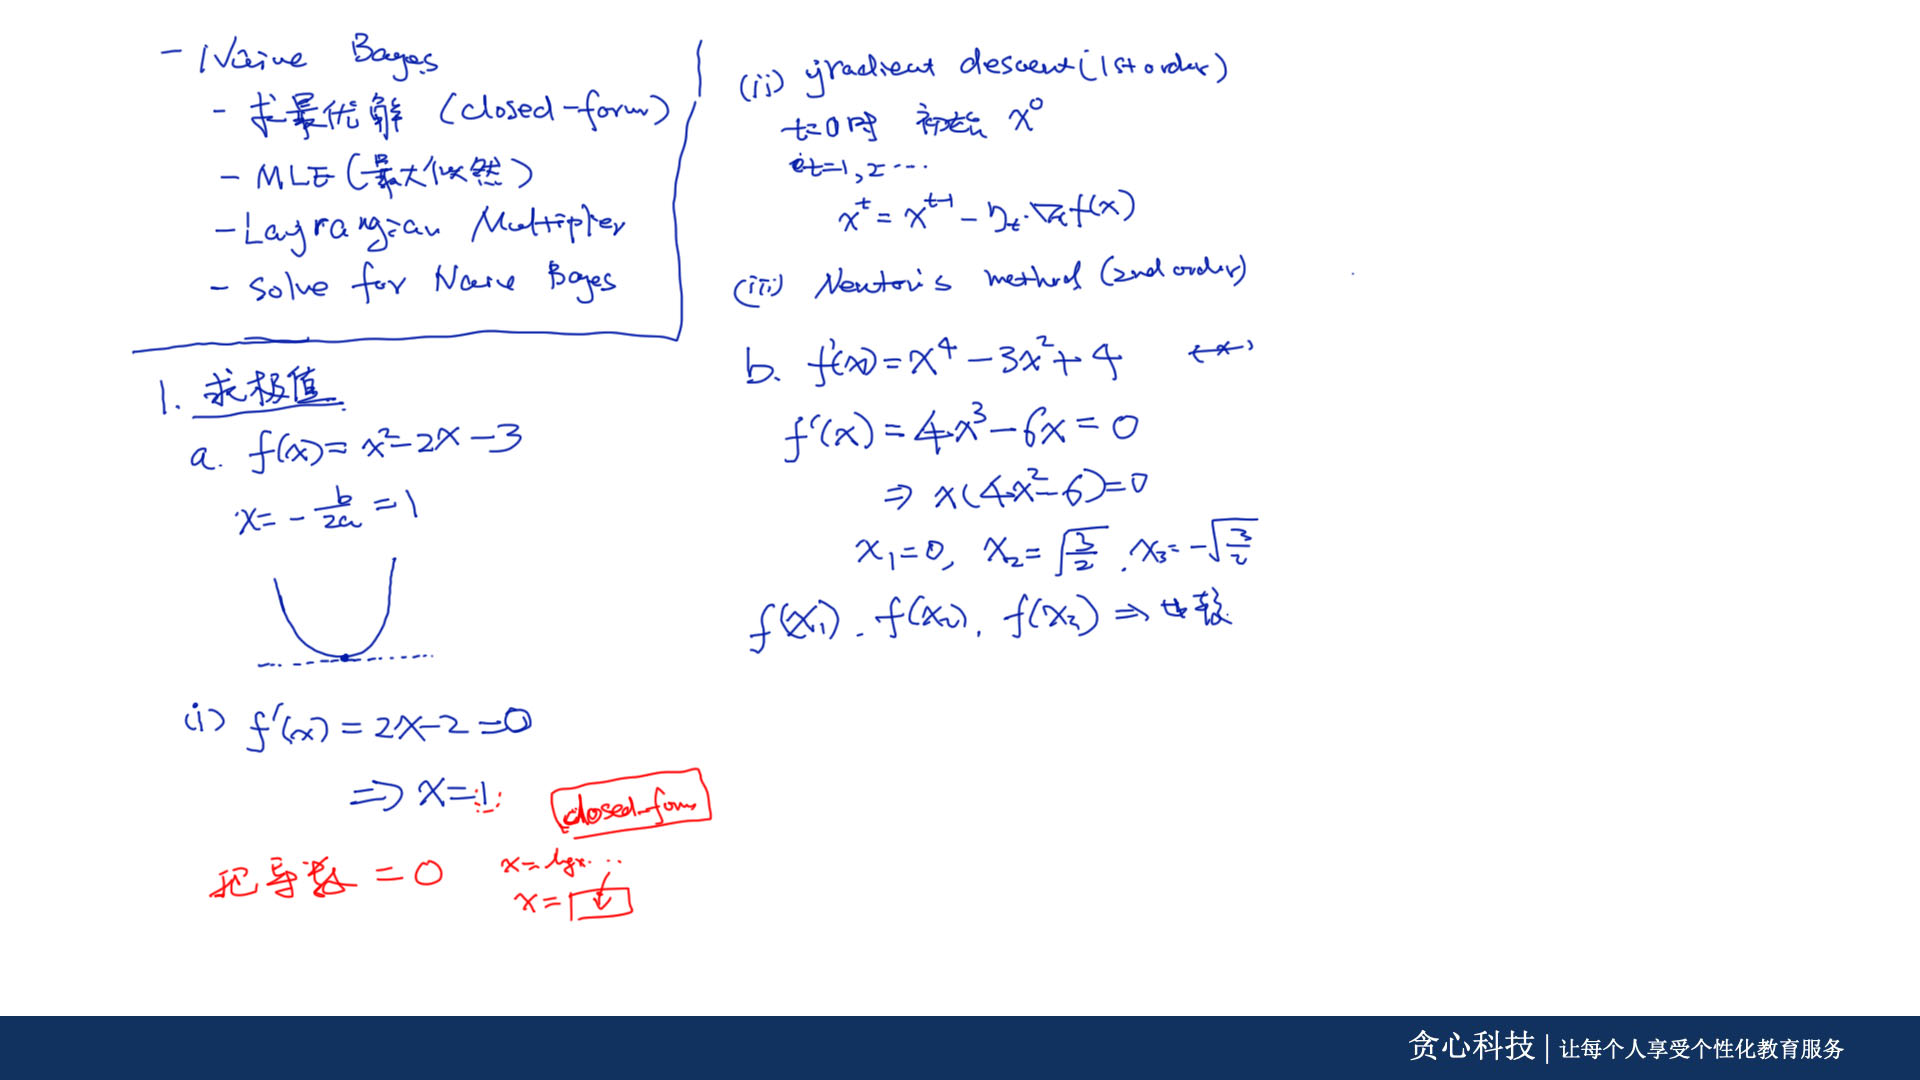 - Naive Bayes
- 求最优解 (closed-form)
- MLE (最大似然)
- Lagrangian Multiplier
- Solve for Naive Bayes
1. 求极值
a. f(x)= x²-2x-3
x= - b/2a = 1
(i) f'(x) = 2x-2 = 0
⇒ x=1
closed-form
把导数 = 0
x= lgx...
x=
(ii) gradient descent (1st order)
t=0时 初始化 x⁰
t=1,2 ...
xᵗ = xᵗ⁻¹ - ηₜ·∇ₓf(x)
(iii) Newton's method (2nd order)
b. f(x) = x⁴ - 3x² + 4
f'(x) = 4x³ - 6x = 0
⇒ x(4x²-6)=0
x₁=0, x₂=√3/2, x₃=-√3/2
f(x₁), f(x₂), f(x₃) ⇒ 比较
贪心科技 | 让每个人享受个性化教育服务